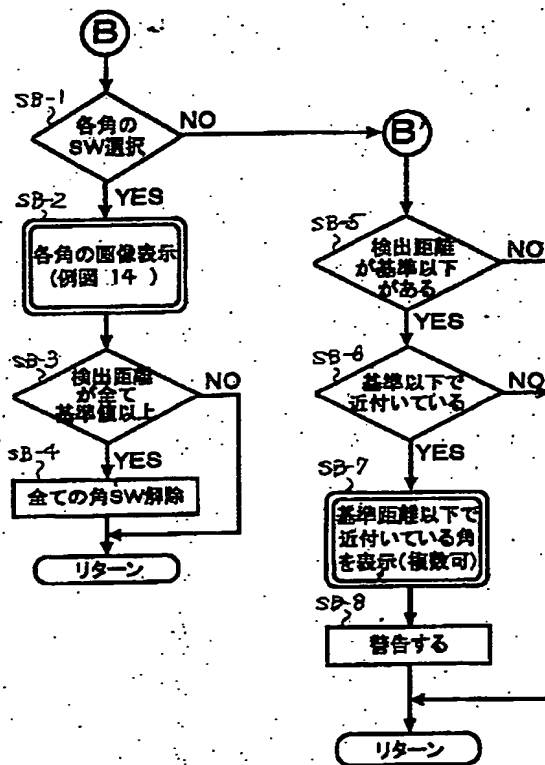 B
SB-1
各角の
SW選択
NO
YES
SB-2
各角の画像表示
(例図 14 )
SB-3
検出距離
が全て
基準値以上
NO
YES
SB-4
全ての角SW解除
リターン
B'
SB-5
検出距離
が基準以下
がある
NO
YES
SB-6
基準以下で
近付いている
NO
YES
SB-7
基準距離以下で
近付いている角
を表示(複数可)
SB-8
警告する
リターン